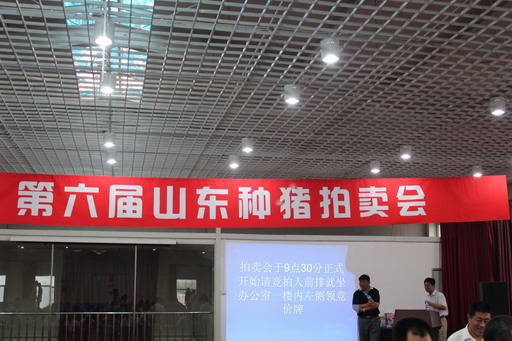 第六届山东种猪拍卖会
拍卖会于9点30分正式
开始请竞拍人前排就坐
办公室一楼内左侧领竞
价牌